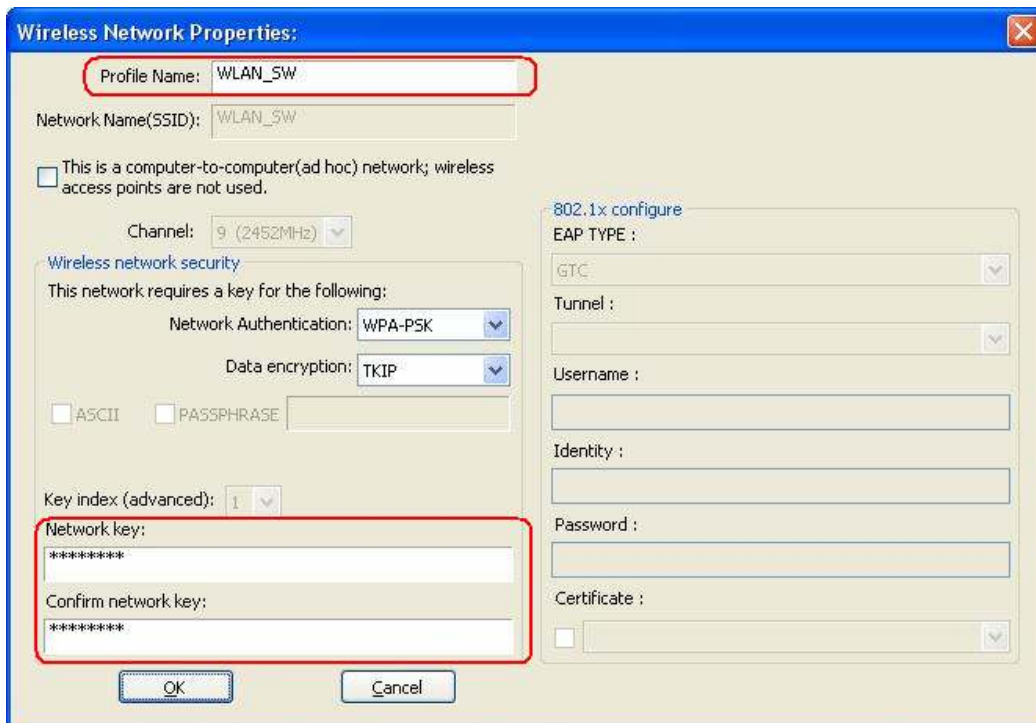 Wireless Network Properties:
Profile Name: WLAN_SW
Network Name(SSID): WLAN_SW
This is a computer-to-computer(ad hoc) network; wireless
access points are not used.
Channel: 9 (2452MHz)
Wireless network security
This network requires a key for the following:
Network Authentication: WPA-PSK
Data encryption: TKIP
ASCII PASSPHRASE
Key index (advanced): 1
Network key:
********
Confirm network key:
********
OK Cancel
802.1x configure
EAP TYPE :
GTC
Tunnel :
Username :
Identity :
Password :
Certificate :